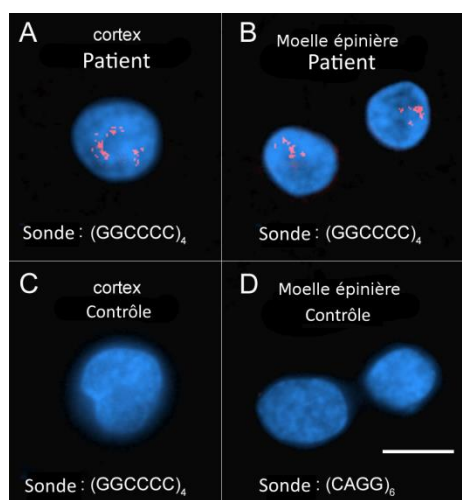 A
cortex
Patient
Sonde : (GGCCCC)₄
B
Moelle épinière
Patient
Sonde : (GGCCCC)₄
C
cortex
Contrôle
Sonde : (GGCCCC)₄
D
Moelle épinière
Contrôle
Sonde : (CAGG)₆